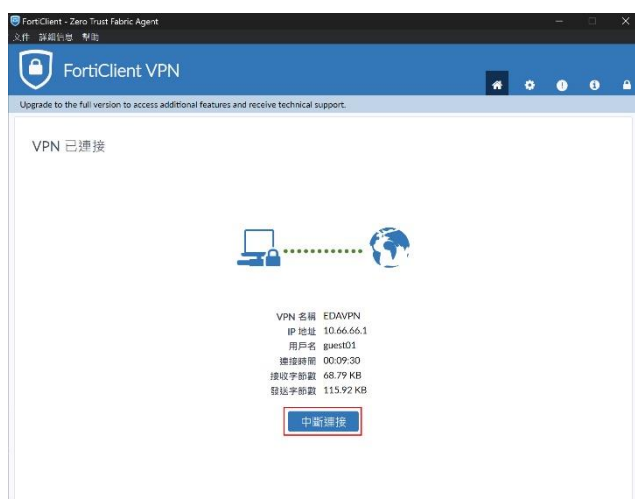 FortiClient - Zero Trust Fabric Agent
文件 詳細信息 幫助
FortiClient VPN
Upgrade to the full version to access additional features and receive technical support.
VPN 已連接
VPN 名稱 EDAVPN
IP 地址 10.66.66.1
用戶名 guest01
連接時間 00:09:30
接收字節數 68.79 KB
發送字節數 115.92 KB
中斷連接